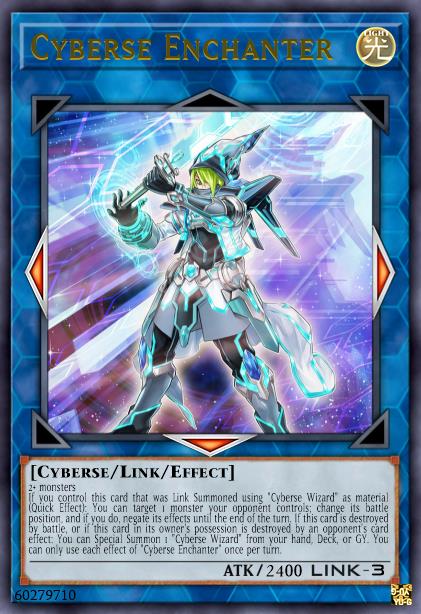 Cyberse Enchanter
LIGHT
光
[Cyberse/Link/Effect]
2+ monsters
If you control this card that was Link Summoned using "Cyberse Wizard" as material
(Quick Effect): You can target 1 monster your opponent controls; change its battle
position, and if you do, negate its effects until the end of the turn. If this card is destroyed
by battle, or if this card in its owner's possession is destroyed by an opponent's card
effect: You can Special Summon 1 "Cyberse Wizard" from your hand, Deck, or GY. You
can only use each effect of "Cyberse Enchanter" once per turn.
ATK/2400 LINK-3
60279710